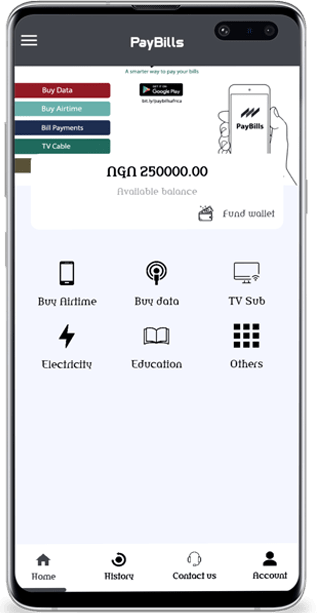 PayBills
A smarter way to pay your bills
Buy Data
GET IT ON
Google Play
bit.ly/paybillsafrica
Buy Airtime
Bill Payments
TV Cable
PayBills
NGN 250000.00
Available balance
Fund wallet
Buy Airtime
Buy data
TV Sub
Electricity
Education
Others
Home
History
Contact us
Account